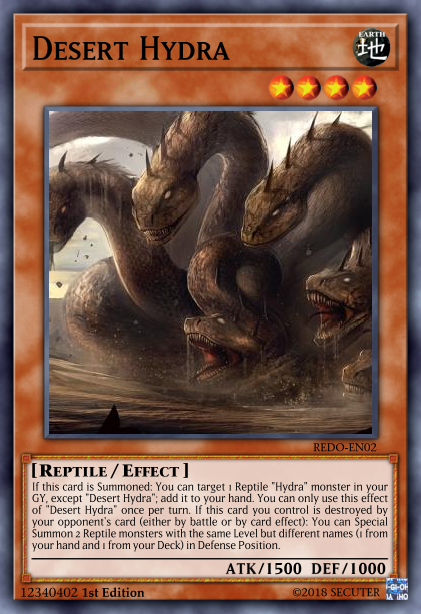 DESERT HYDRA
EARTH
地
REDO-EN02
[REPTILE / EFFECT]
If this card is Summoned: You can target 1 Reptile "Hydra" monster in your
GY, except "Desert Hydra"; add it to your hand. You can only use this effect
of "Desert Hydra" once per turn. If this card you control is destroyed by
your opponent's card (either by battle or by card effect): You can Special
Summon 2 Reptile monsters with the same Level but different names (1 from
your hand and 1 from your Deck) in Defense Position.
ATK/1500 DEF/1000
12340402 1st Edition
©2018 SECUTER